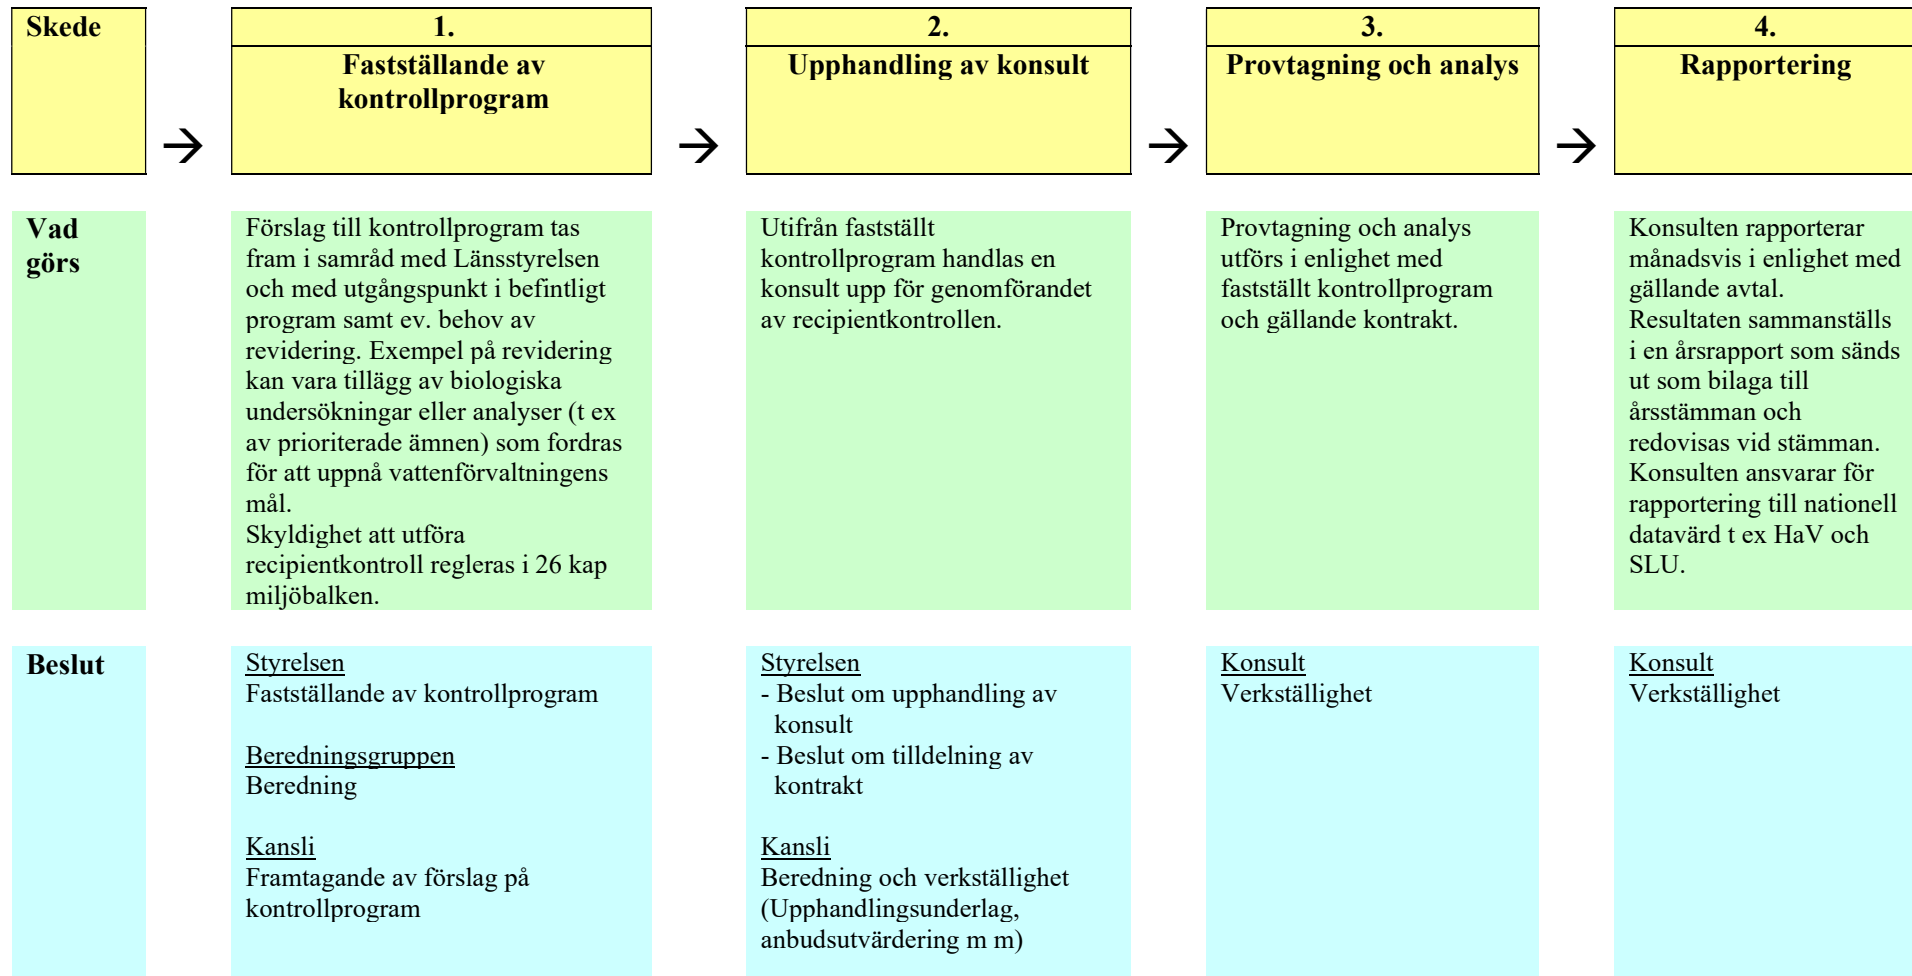 Skede
1.
Fastställande av
kontrollprogram
2.
Upphandling av konsult
3.
Provtagning och analys
4.
Rapportering
→ → → →
Vad
görs
Förslag till kontrollprogram tas
fram i samråd med Länsstyrelsen
och med utgångspunkt i befintligt
program samt ev. behov av
revidering. Exempel på revidering
kan vara tillägg av biologiska
undersökningar eller analyser (t ex
av prioriterade ämnen) som fordras
för att uppnå vattenförvaltningens
mål.
Skyldighet att utföra
recipientkontroll regleras i 26 kap
miljöbalken.
Utifrån fastställt
kontrollprogram handlas en
konsult upp för genomförandet
av recipientkontrollen.
Provtagning och analys
utförs i enlighet med
fastställt kontrollprogram
och gällande kontrakt.
Konsulten rapporterar
månadsvis i enlighet med
gällande avtal.
Resultaten sammanställs
i en årsrapport som sänds
ut som bilaga till
årsstämman och
redovisas vid stämman.
Konsulten ansvarar för
rapportering till nationell
datavärd t ex HaV och
SLU.
Beslut
Styrelsen
Fastställande av kontrollprogram
Beredningsgruppen
Beredning
Kansli
Framtagande av förslag på
kontrollprogram
Styrelsen
- Beslut om upphandling av
konsult
- Beslut om tilldelning av
kontrakt
Kansli
Beredning och verkställighet
(Upphandlingsunderlag,
anbudsutvärdering m m)
Konsult
Verkställighet
Konsult
Verkställighet